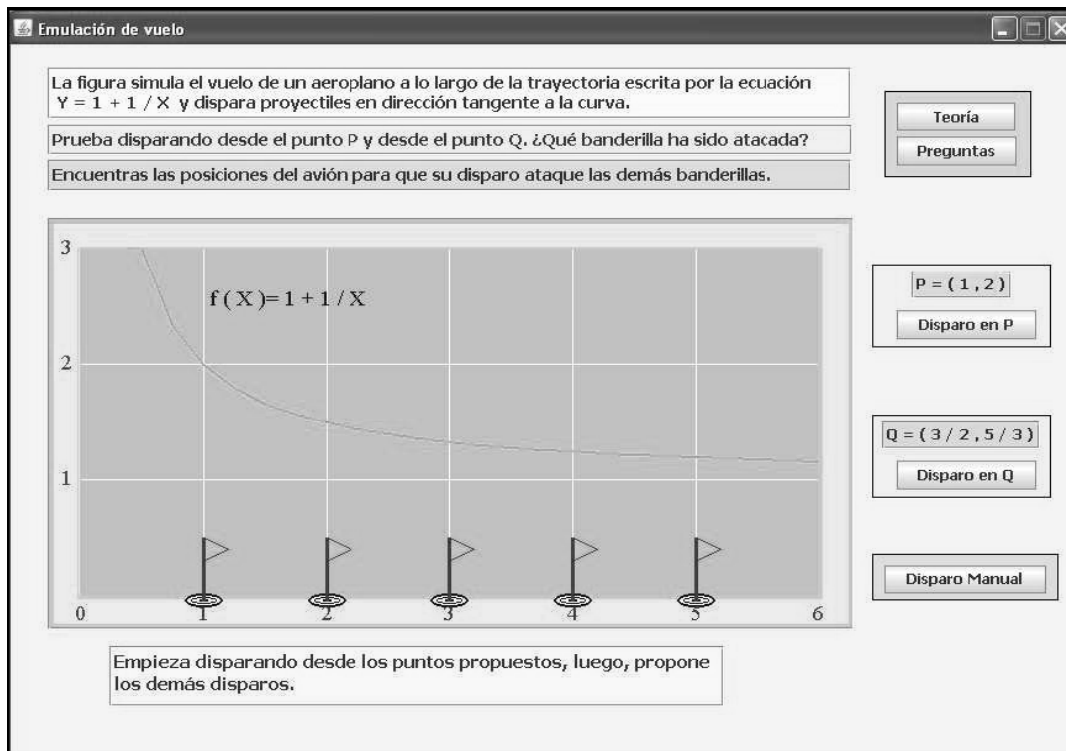 Emulación de vuelo
La figura simula el vuelo de un aeroplano a lo largo de la trayectoria escrita por la ecuación
Y = 1 + 1 / X y dispara proyectiles en dirección tangente a la curva.
Prueba disparando desde el punto P y desde el punto Q. ¿Qué banderilla ha sido atacada?
Encuentras las posiciones del avión para que su disparo ataque las demás banderillas.
Teoría
Preguntas
3
f ( X )= 1 + 1 / X
2
1
0 1 2 3 4 5 6
P = ( 1 , 2 )
Disparo en P
Q = ( 3 / 2 , 5 / 3 )
Disparo en Q
Disparo Manual
Empieza disparando desde los puntos propuestos, luego, propone
los demás disparos.